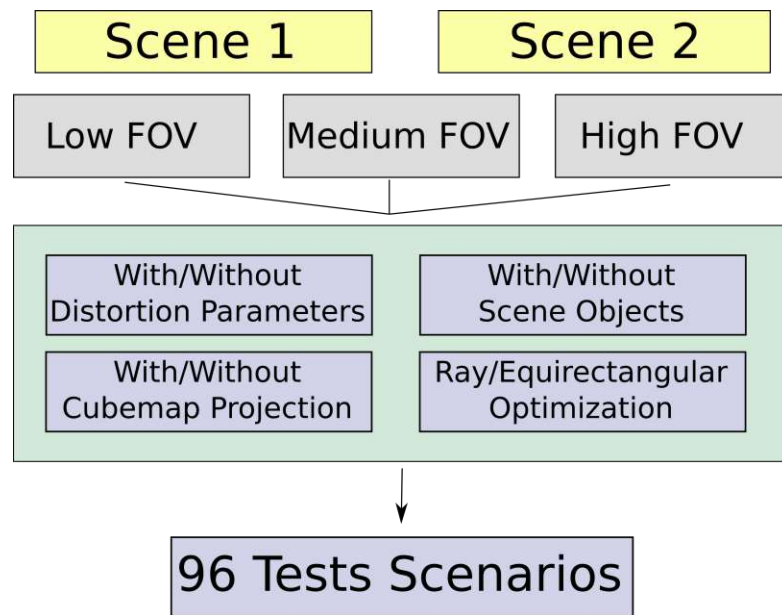 Scene 1
Scene 2
Low FOV
Medium FOV
High FOV
With/Without
Distortion Parameters
With/Without
Scene Objects
With/Without
Cubemap Projection
Ray/Equirectangular
Optimization
96 Tests Scenarios